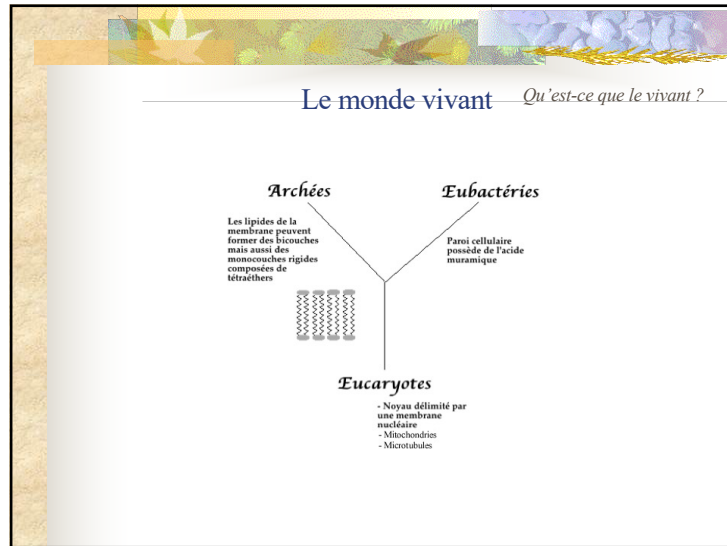 Le monde vivant
Qu'est-ce que le vivant ?
Archées
Eubactéries
Les lipides de la
membrane peuvent
former des bicouches
mais aussi des
monocouches rigides
composées de
tétraéthers
Paroi cellulaire
possède de l'acide
muramique
Eucaryotes
- Noyau délimité par
une membrane
nucléaire
- Mitochondries
- Microtubules